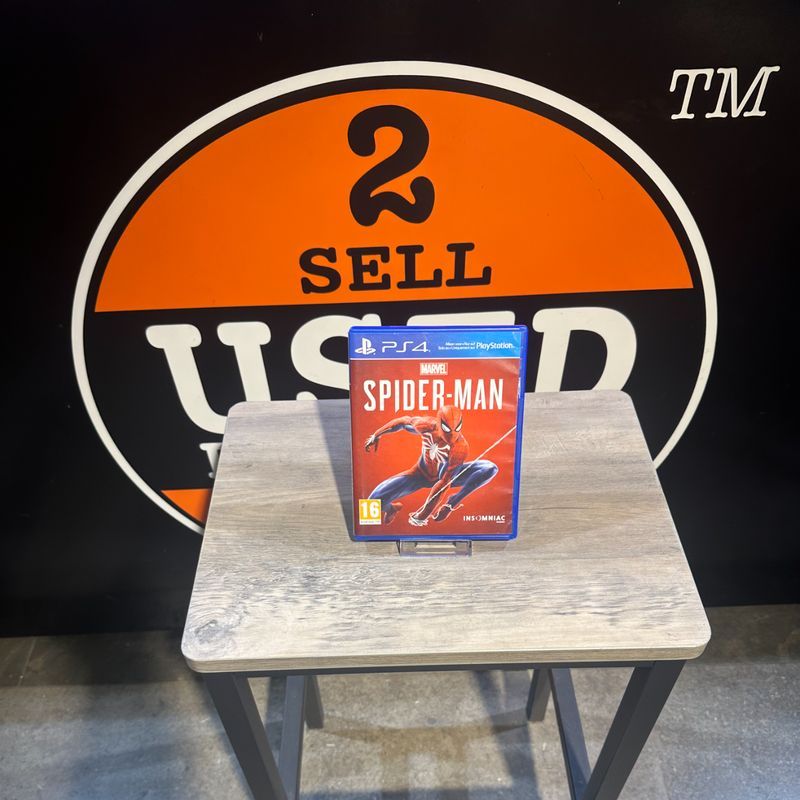 TM
2
SELL
USED
PS4
PlayStation
MARVEL
SPIDER-MAN
16
INSOMNIAC